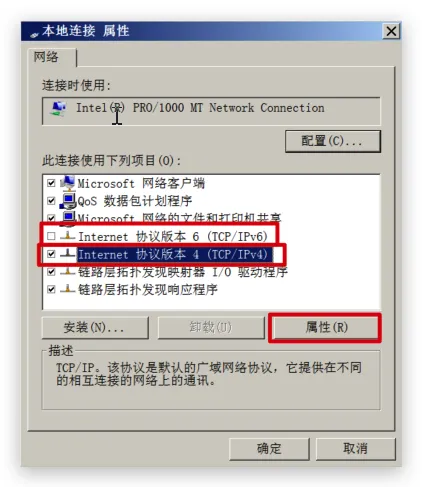 本地连接 属性
网络
连接时使用:
Intel(R) PRO/1000 MT Network Connection
配置(C)...
此连接使用下列项目(O):
Microsoft 网络客户端
QoS 数据包计划程序
Microsoft 网络的文件和打印机共享
Internet 协议版本 6 (TCP/IPv6)
Internet 协议版本 4 (TCP/IPv4)
链路层拓扑发现映射器 I/O 驱动程序
链路层拓扑发现响应程序
安装(N)...
卸载(U)
属性(R)
描述
TCP/IP。该协议是默认的广域网络协议，它提供在不同
的相互连接的网络上的通讯。
确定
取消